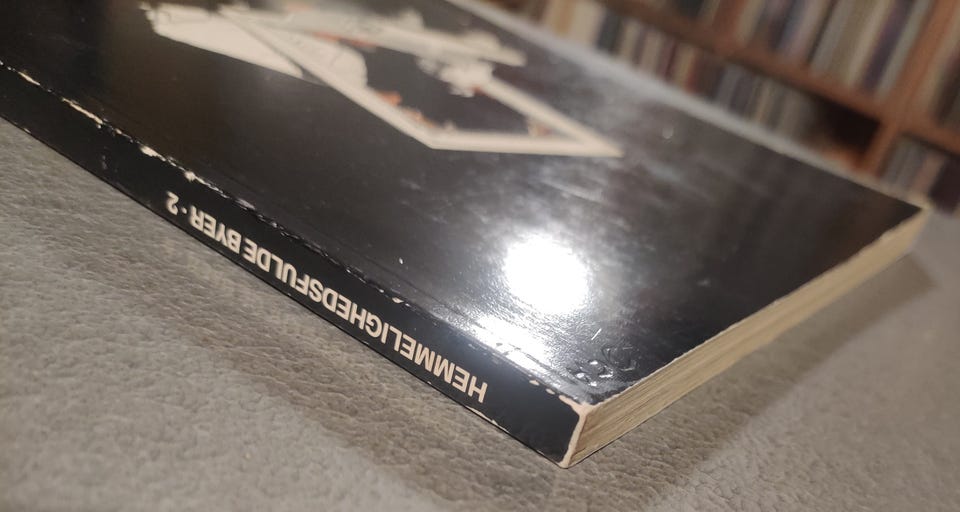 HEMMELIGHEDSFULDE BYER · 2